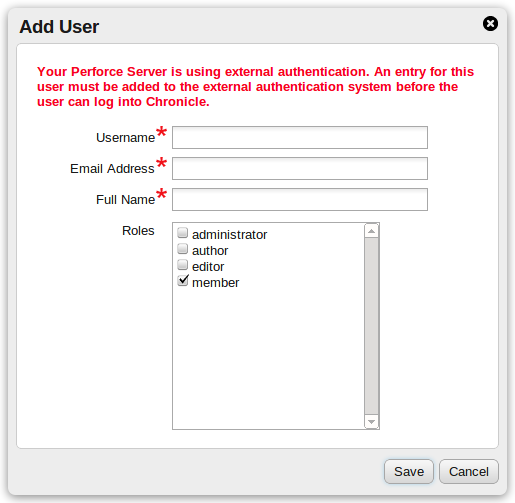 Add User
Your Perforce Server is using external authentication. An entry for this
user must be added to the external authentication system before the
user can log into Chronicle.
Username*
Email Address*
Full Name*
Roles
administrator
author
editor
member
Save Cancel